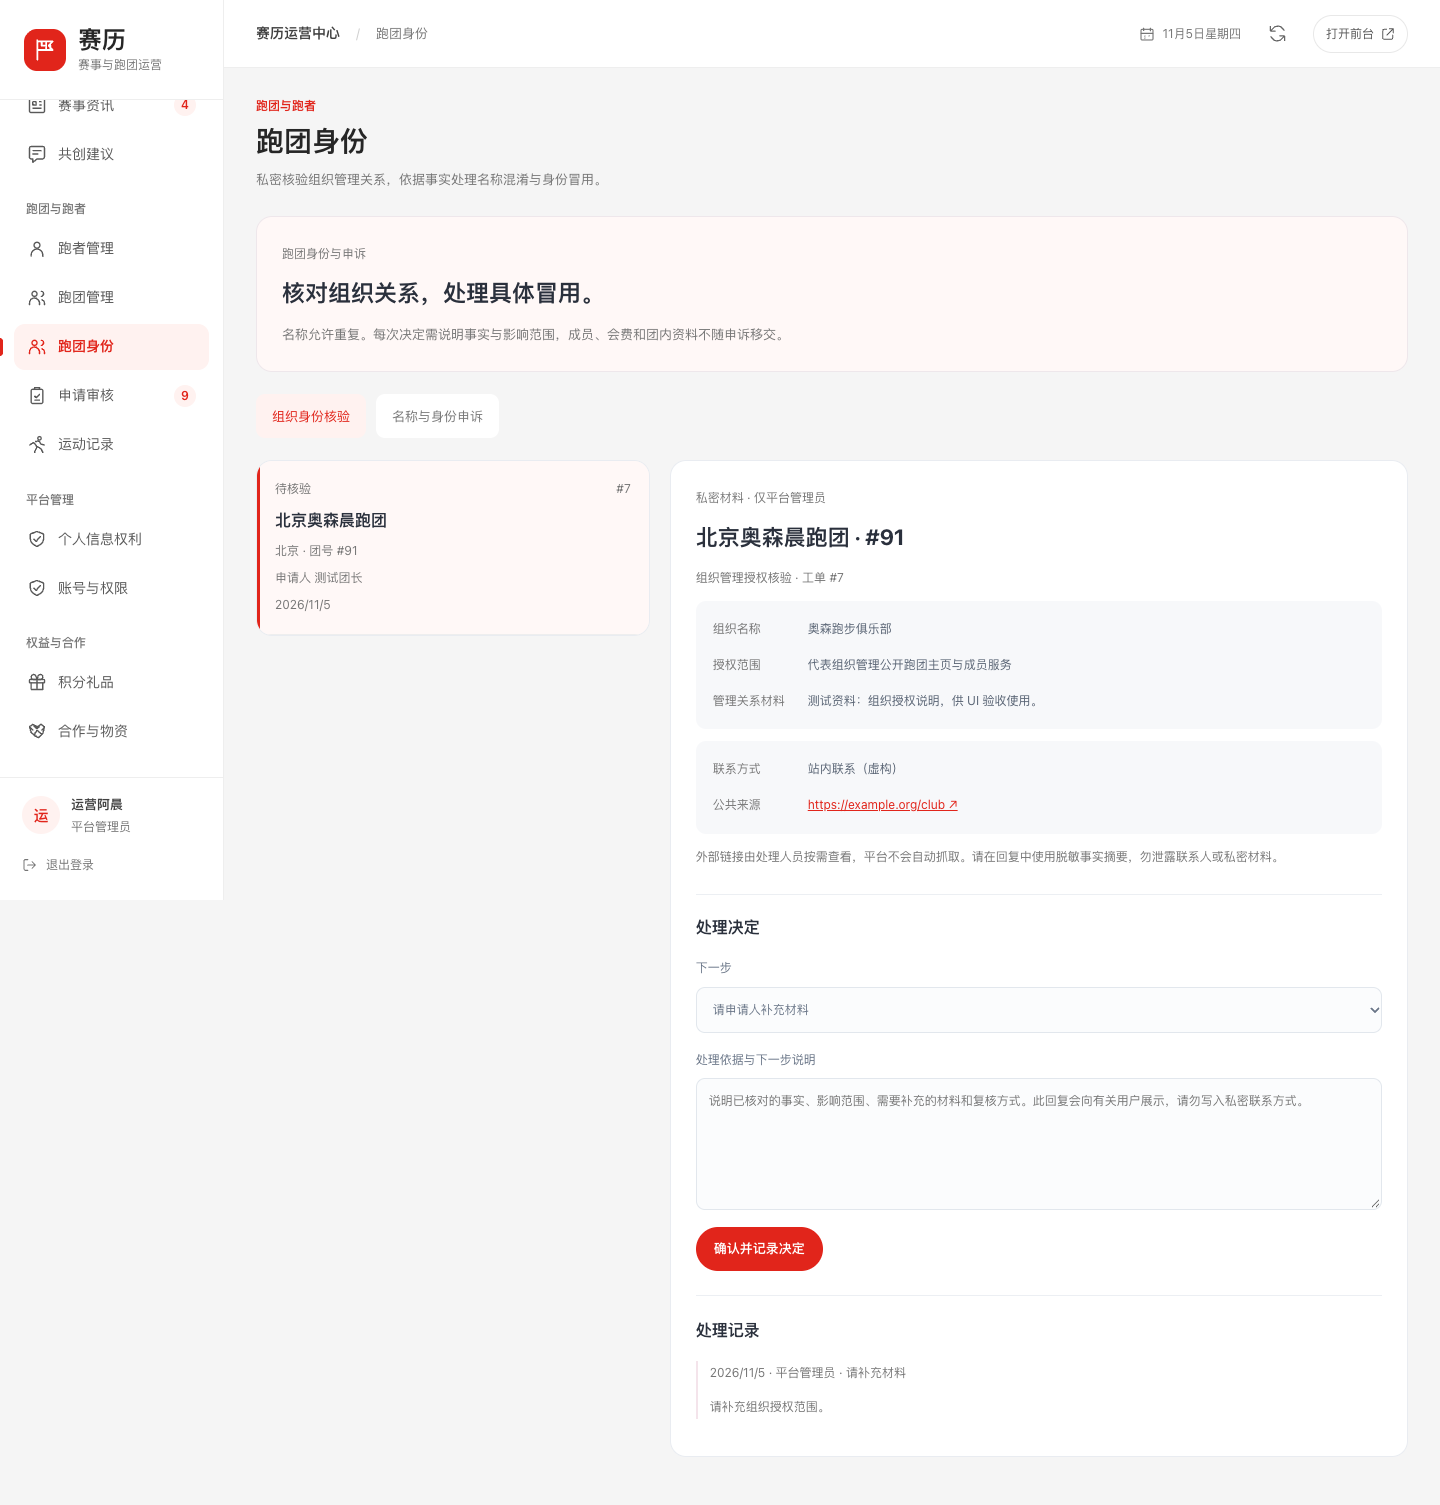 赛历
赛事与跑团运营
赛事资讯 4
共创建议
跑团与跑者
跑者管理
跑团管理
跑团身份
申请审核 9
运动记录
平台管理
个人信息权利
账号与权限
权益与合作
积分礼品
合作与物资
运 运营阿晨
平台管理员
退出登录
赛历运营中心 / 跑团身份
11月5日星期四
打开前台
跑团与跑者
跑团身份
私密核验组织管理关系，依据事实处理名称混淆与身份冒用。
跑团身份与申诉
核对组织关系，处理具体冒用。
名称允许重复。每次决定需说明事实与影响范围，成员、会费和团内资料不随申诉移交。
组织身份核验 名称与身份申诉
待核验 #7
北京奥森晨跑团
北京 · 团号 #91
申请人 测试团长
2026/11/5
私密材料 · 仅平台管理员
北京奥森晨跑团 · #91
组织管理授权核验 · 工单 #7
组织名称 奥森跑步俱乐部
授权范围 代表组织管理公开跑团主页与成员服务
管理关系材料 测试资料：组织授权说明，供 UI 验收使用。
联系方式 站内联系（虚构）
公共来源 https://example.org/club ↗
外部链接由处理人员按需查看，平台不会自动抓取。请在回复中使用脱敏事实摘要，勿泄露联系人或私密材料。
处理决定
下一步
请申请人补充材料
处理依据与下一步说明
说明已核对的事实、影响范围、需要补充的材料和复核方式。此回复会向有关用户展示，请勿写入私密联系方式。
确认并记录决定
处理记录
2026/11/5 · 平台管理员 · 请补充材料
请补充组织授权范围。